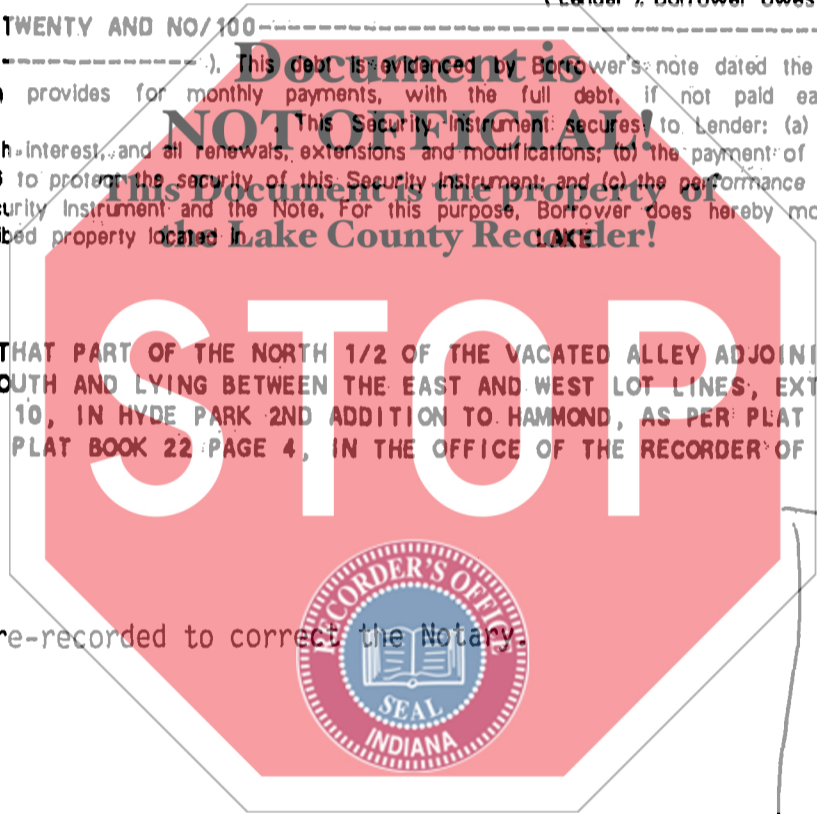 TWENTY AND NO/100
Document is
). This debt is evidenced by Borrower's note dated the
provides for monthly payments, with the full debt, if not paid
NOT OFFICIAL!
This Security Instrument secures to Lender: (a)
interest, and all renewals, extensions and modifications; (b) the payment of
This Document is the property of
to protect the security of this Security Instrument; and (c) the performance
Instrument and the Note. For this purpose, Borrower does hereby
the Lake County Recorder!
property located in LAKE
STOP
THAT PART OF THE NORTH 1/2 OF THE VACATED ALLEY ADJOINI
OUTH AND LYING BETWEEN THE EAST AND WEST LOT LINES, EXT
10, IN HYDE PARK 2ND ADDITION TO HAMMOND, AS PER PLAT
PLAT BOOK 22 PAGE 4, IN THE OFFICE OF THE RECORDER OF
RECORDER'S OFFICE
re-recorded to correct the Notary.
SEAL
INDIANA